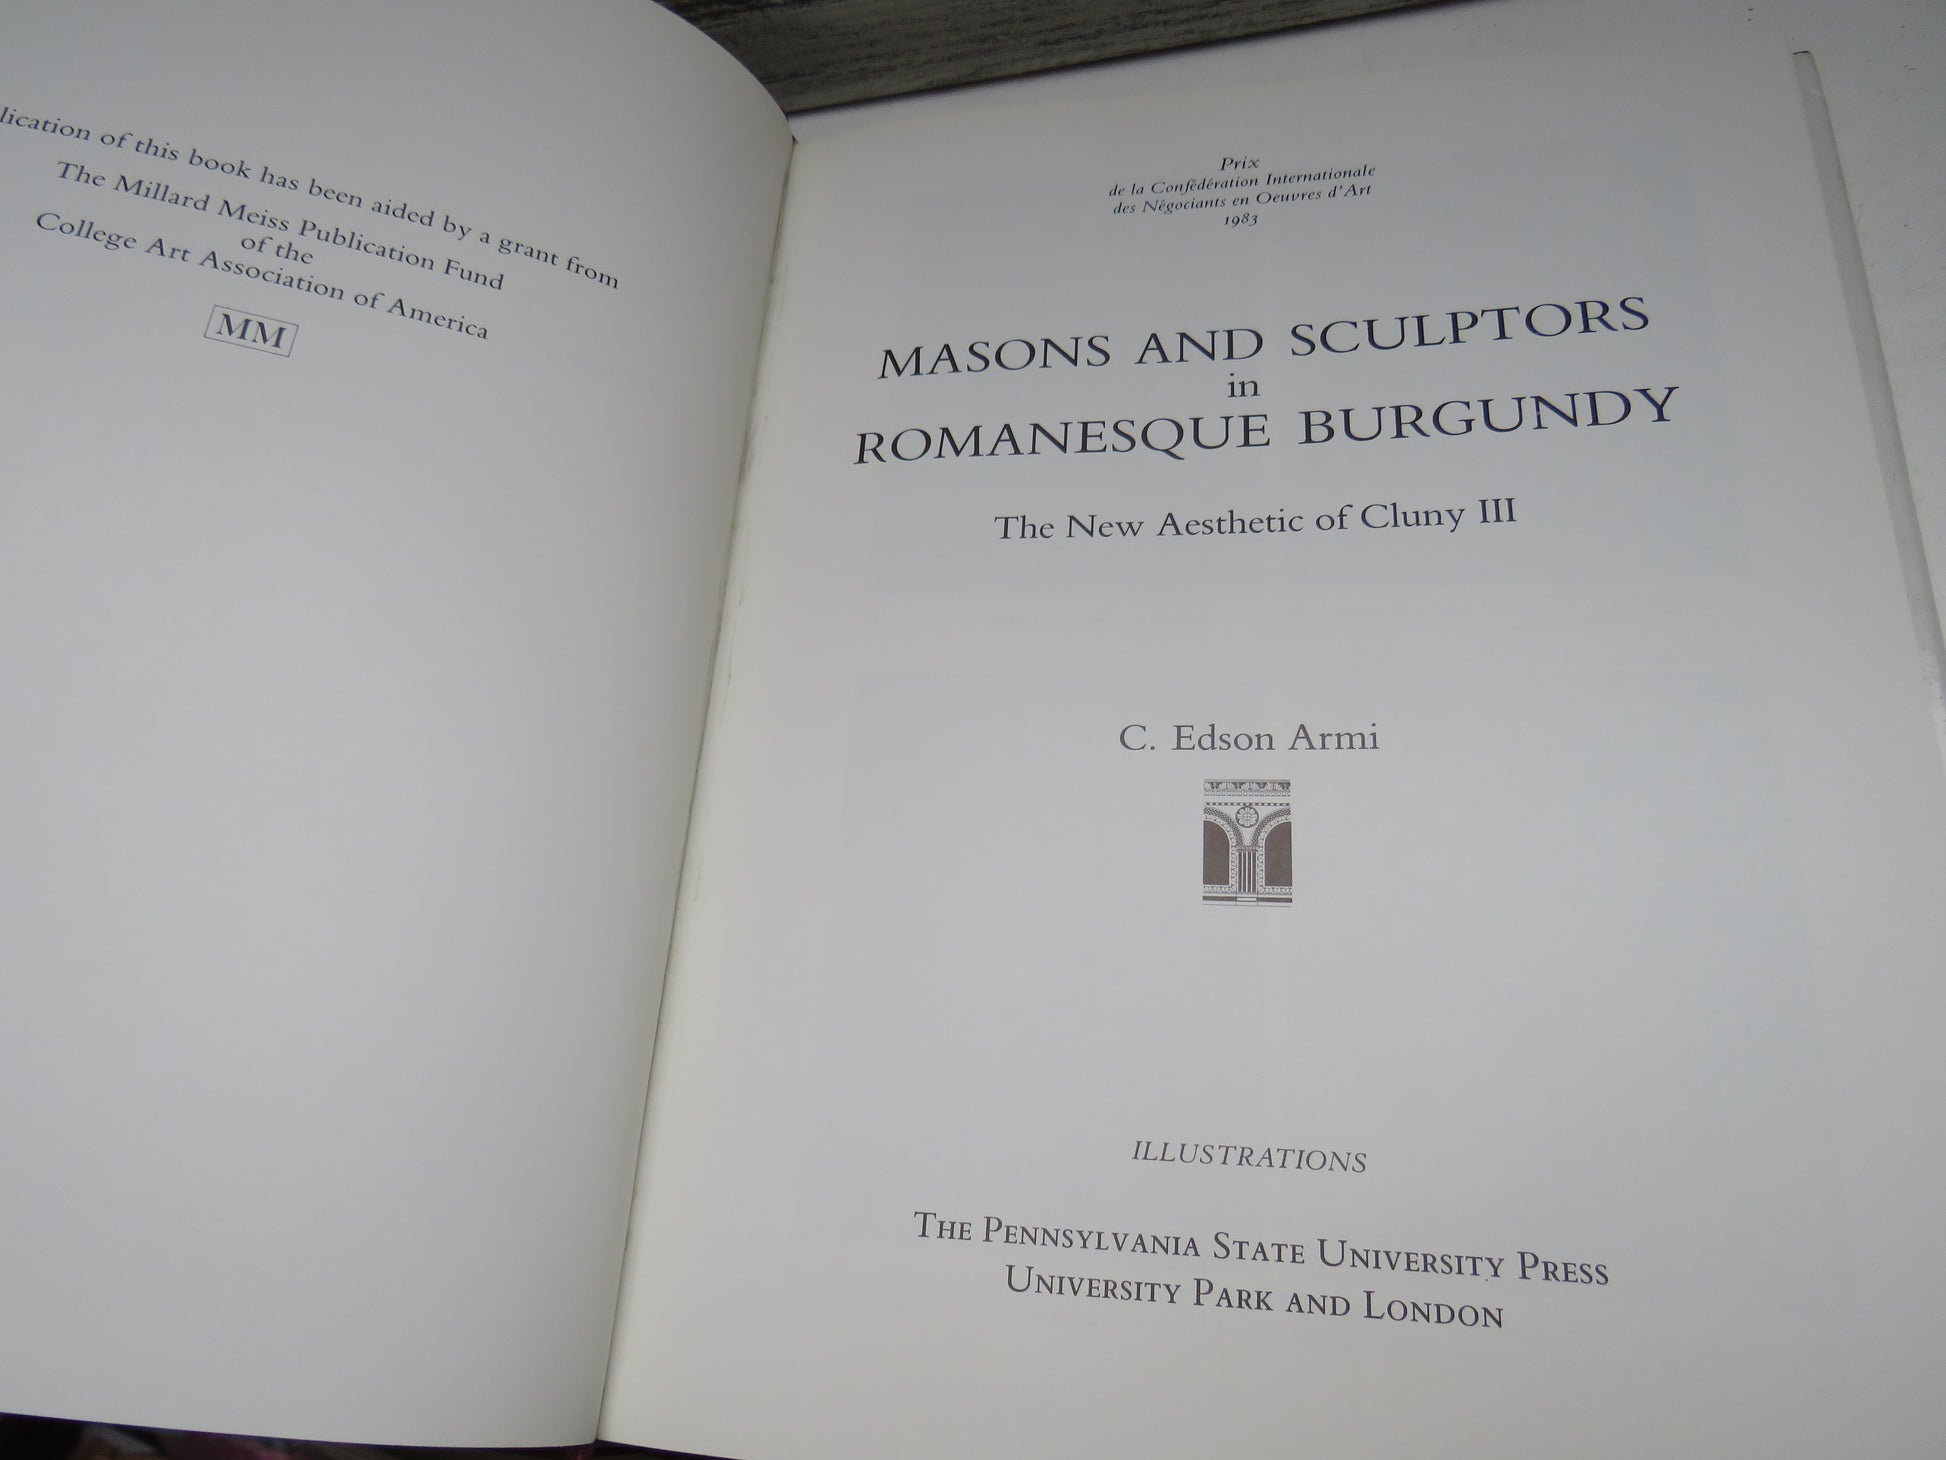 lication of this book has been aided by a grant from
The Millard Meiss Publication Fund
of the
College Art Association of America
MM
Prix
de la Confédération Internationale
des Négociants en Oeuvres d'Art
1983
MASONS AND SCULPTORS
in
ROMANESQUE BURGUNDY
The New Aesthetic of Cluny III
C. Edson Armi
ILLUSTRATIONS
THE PENNSYLVANIA STATE UNIVERSITY PRESS
UNIVERSITY PARK AND LONDON